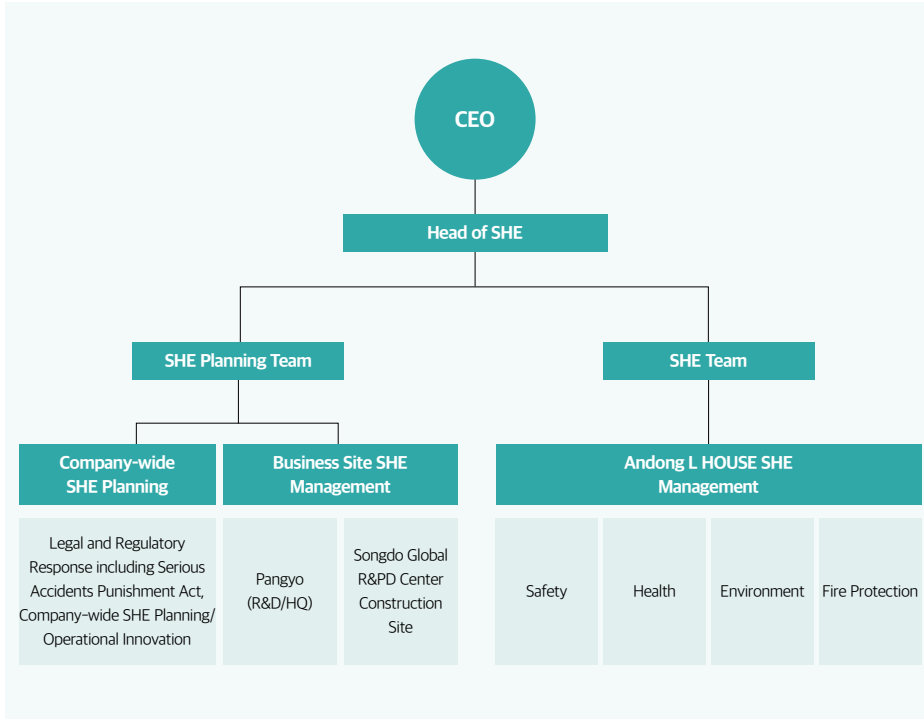 CEO
Head of SHE
SHE Planning Team
SHE Team
Company-wide
SHE Planning
Business Site SHE
Management
Andong L HOUSE SHE
Management
Legal and Regulatory
Response including Serious
Accidents Punishment Act,
Company-wide SHE Planning/
Operational Innovation
Pangyo
(R&D/HQ)
Songdo Global
R&PD Center
Construction
Site
Safety
Health
Environment
Fire Protection